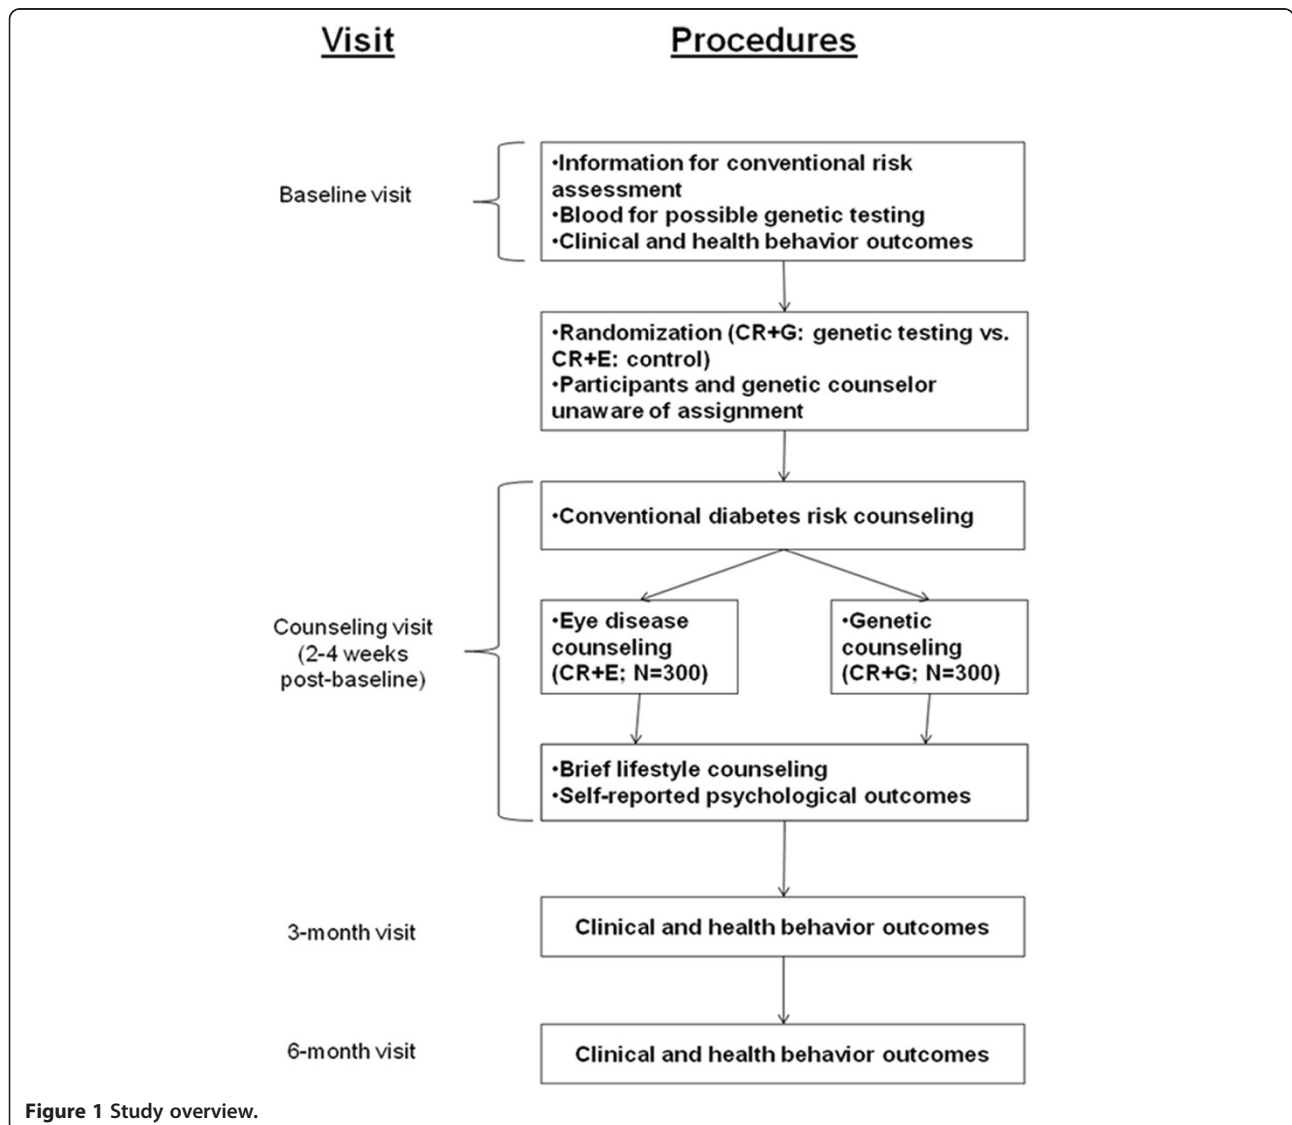 Visit
Procedures
Baseline visit
•Information for conventional risk
assessment
•Blood for possible genetic testing
•Clinical and health behavior outcomes
•Randomization (CR+G: genetic testing vs.
CR+E: control)
•Participants and genetic counselor
unaware of assignment
Counseling visit
(2-4 weeks
post-baseline)
•Conventional diabetes risk counseling
•Eye disease
counseling
(CR+E; N=300)
•Genetic
counseling
(CR+G; N=300)
•Brief lifestyle counseling
•Self-reported psychological outcomes
3-month visit
Clinical and health behavior outcomes
6-month visit
Clinical and health behavior outcomes
Figure 1 Study overview.